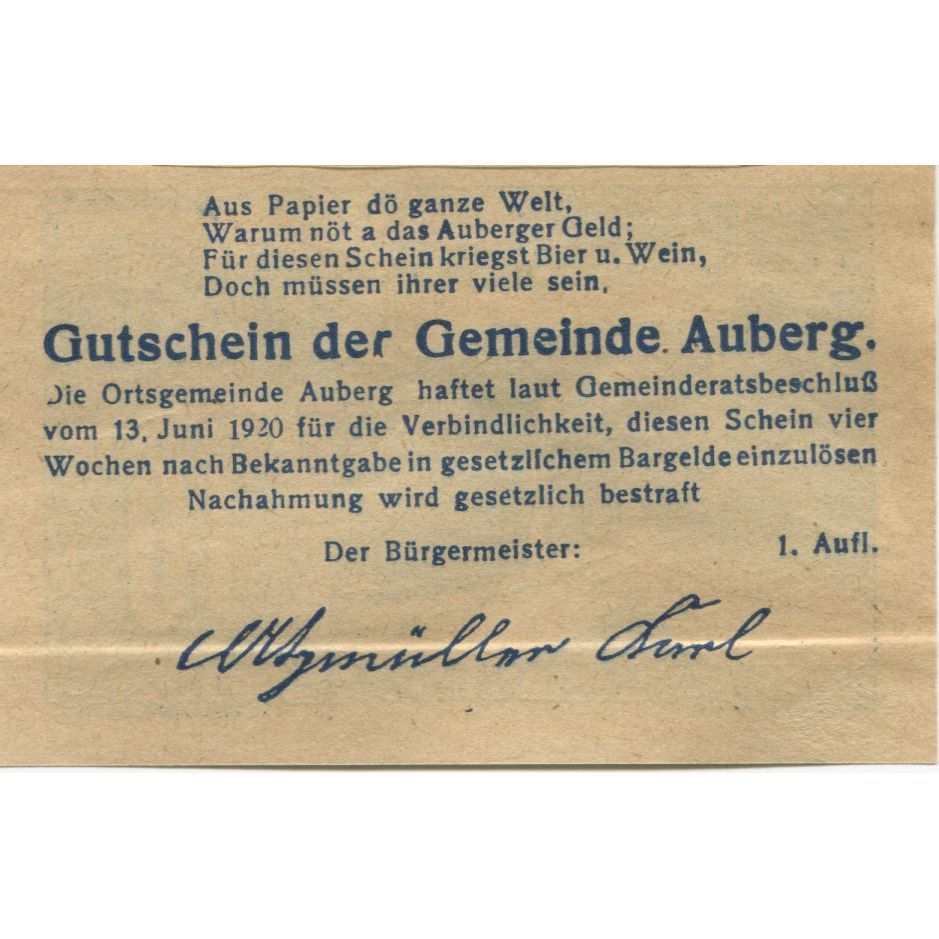 Aus Papier dö ganze Welt,
Warum nöt a das Auberger Geld;
Für diesen Schein kriegst Bier u. Wein,
Doch müssen ihrer viele sein.
Gutschein der Gemeinde Auberg.
Die Ortsgemeinde Auberg haftet laut Gemeinderatsbeschluß
vom 13. Juni 1920 für die Verbindlichkeit, diesen Schein vier
Wochen nach Bekanntgabe in gesetzlichem Bargelde einzulösen
Nachahmung wird gesetzlich bestraft
Der Bürgermeister: 1. Aufl.
Karl